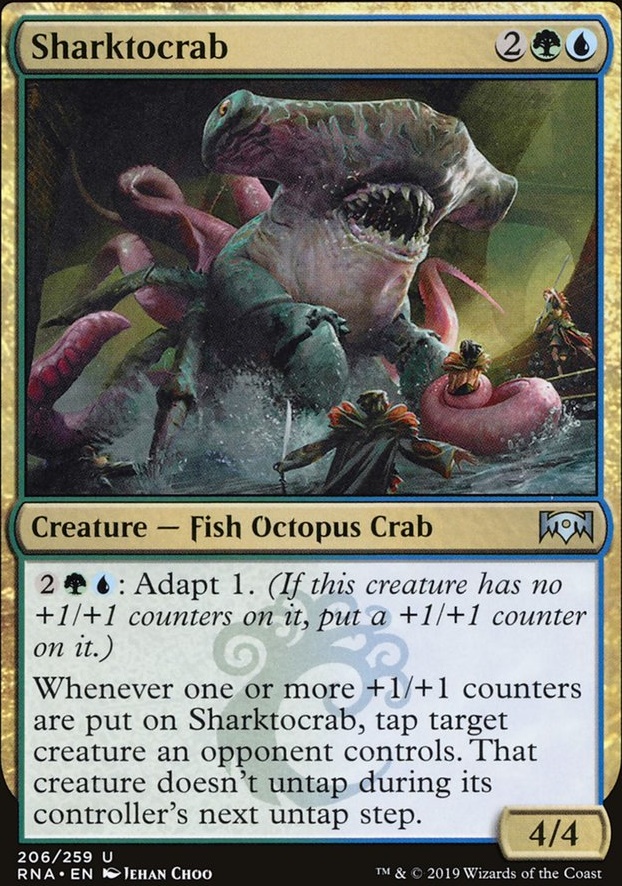 Sharktocrab 2
Creature — Fish Octopus Crab
2 : Adapt 1. (If this creature has no
+1/+1 counters on it, put a +1/+1 counter
on it.)
Whenever one or more +1/+1 counters
are put on Sharktocrab, tap target
creature an opponent controls. That
creature doesn't untap during its
controller's next untap step.
4/4
206/259 U
RNA • EN Jehan Choo ™ & © 2019 Wizards of the Coast